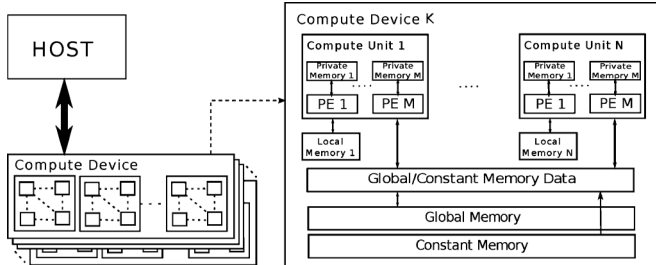 HOST
Compute Device
Compute Device K
Compute Unit 1
Private
Memory 1
Private
Memory M
.....
PE 1
PE M
Local
Memory 1
....
Compute Unit N
Private
Memory 1
Private
Memory M
.....
PE 1
PE M
Local
Memory N
Global/Constant Memory Data
Global Memory
Constant Memory